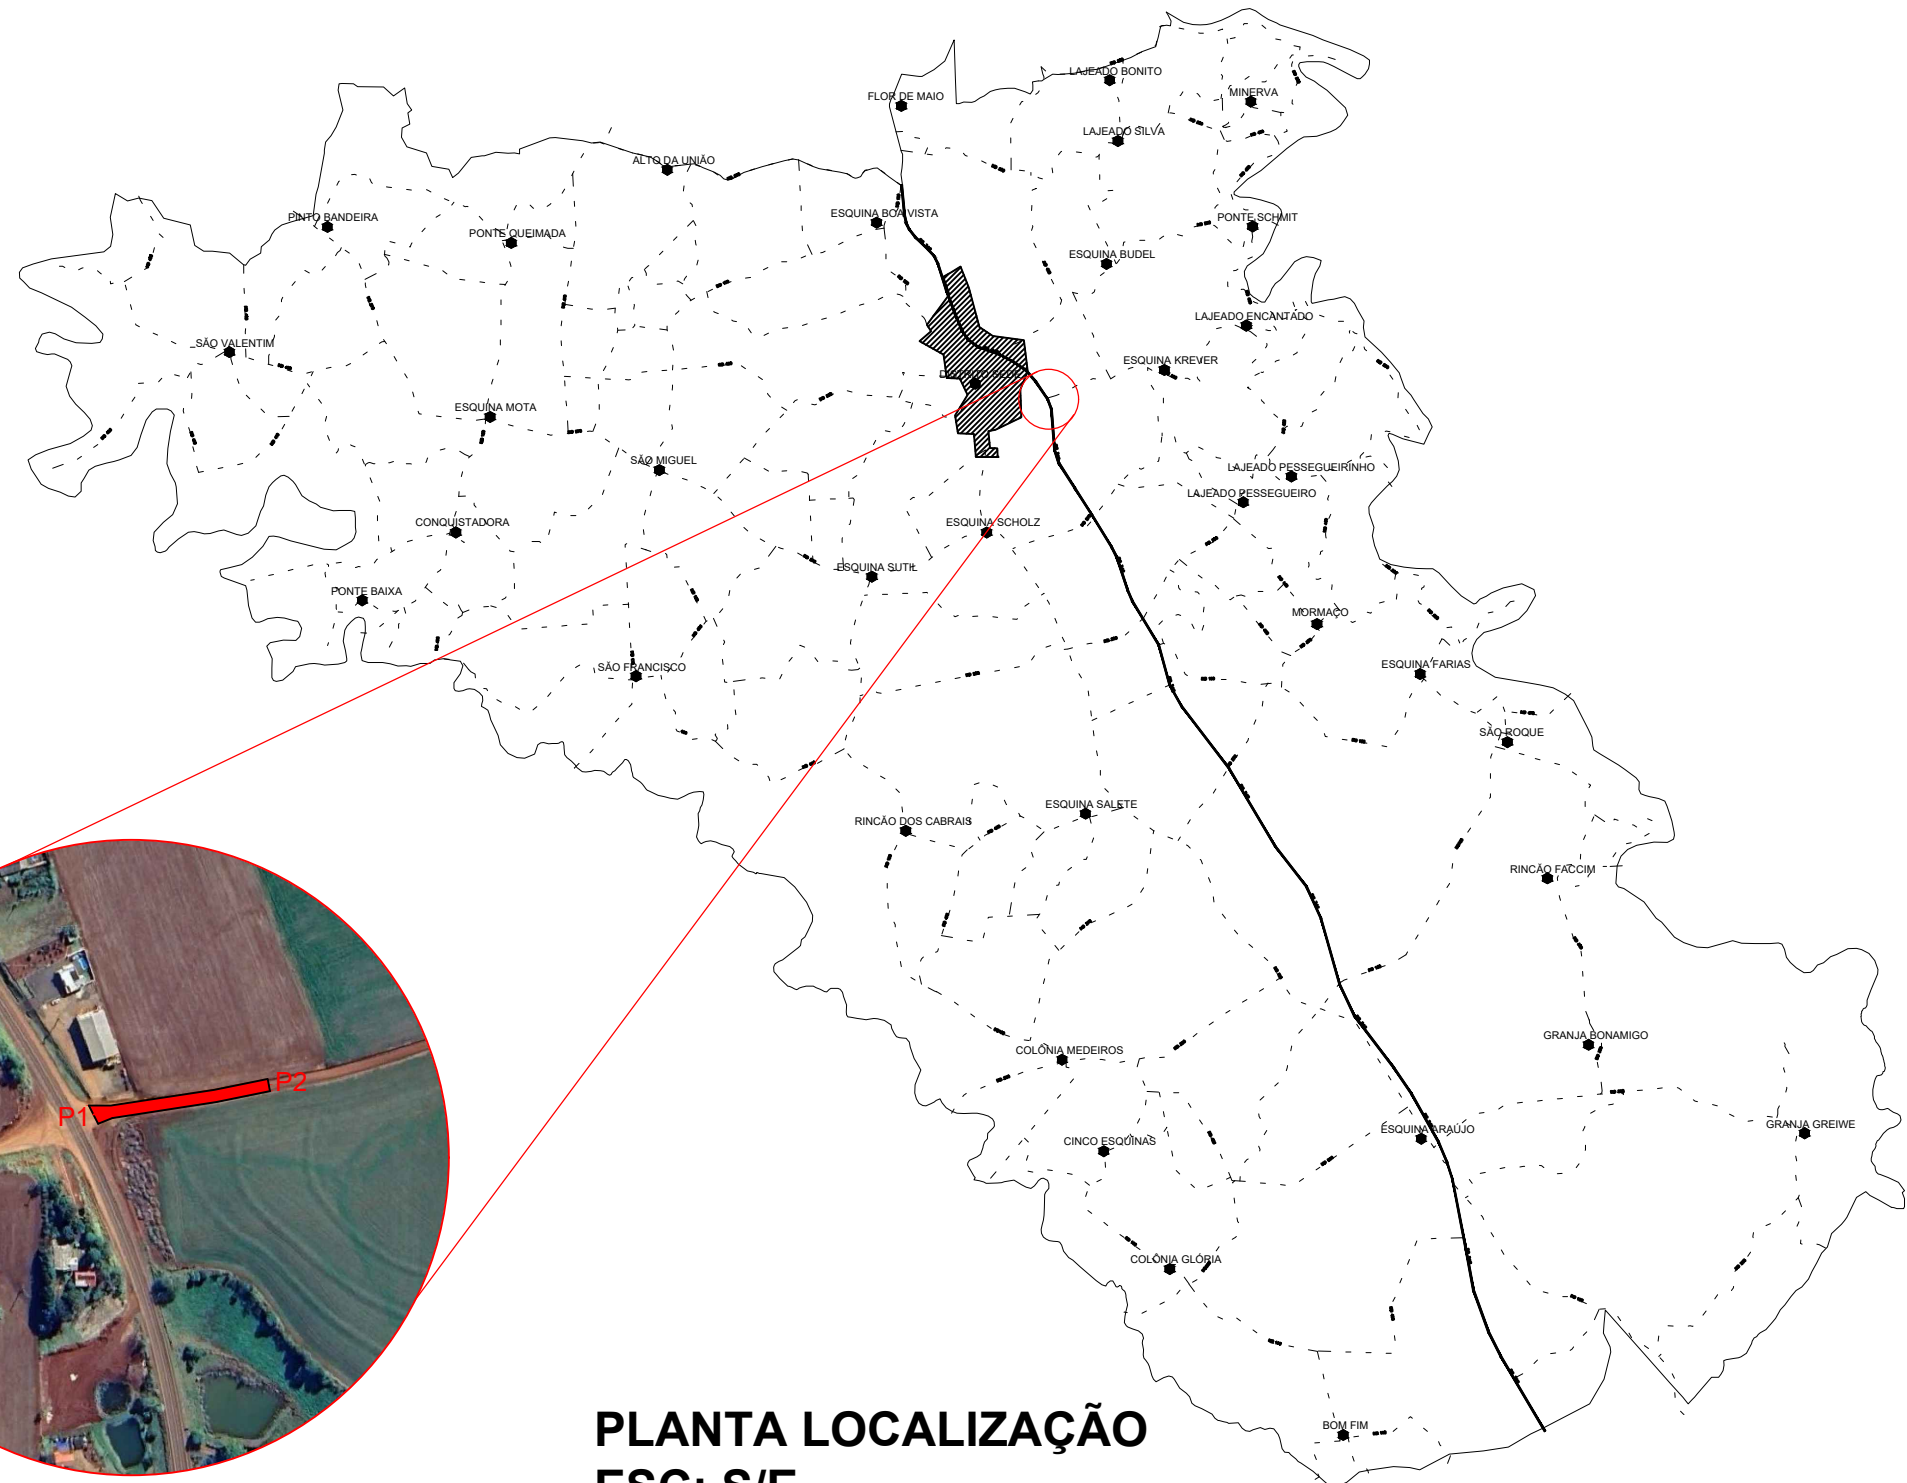 LAJEADO BONITO
FLOR DE MAIO
MINERVA
LAJEADO SILVA
ALTO DA UNIÃO
PINTO BANDEIRA
ESQUINA BOA VISTA
PONTE SCHMIT
PONTE QUEIMADA
ESQUINA BUDEL
LAJEADO ENCANTADO
SÃO VALENTIM
ESQUINA KREVER
DISTRITO SEDE
ESQUINA MOTA
SÃO MIGUEL
LAJEADO PESSEGUEIRINHO
LAJEADO PESSEGUEIRO
CONQUISTADORA
ESQUINA SCHOLZ
ESQUINA SUTIL
PONTE BAIXA
MORMAÇO
SÃO FRANCISCO
ESQUINA FARIAS
SÃO ROQUE
ESQUINA SALETE
RINCÃO DOS CABRAIS
RINCÃO FACCIM
GRANJA BONAMIGO
COLÔNIA MEDEIROS
P2
P1
GRANJA GREIWE
ESQUINA ARAÚJO
CINCO ESQUINAS
COLÔNIA GLÓRIA
BOM FIM
PLANTA LOCALIZAÇÃO
ESC: S/E